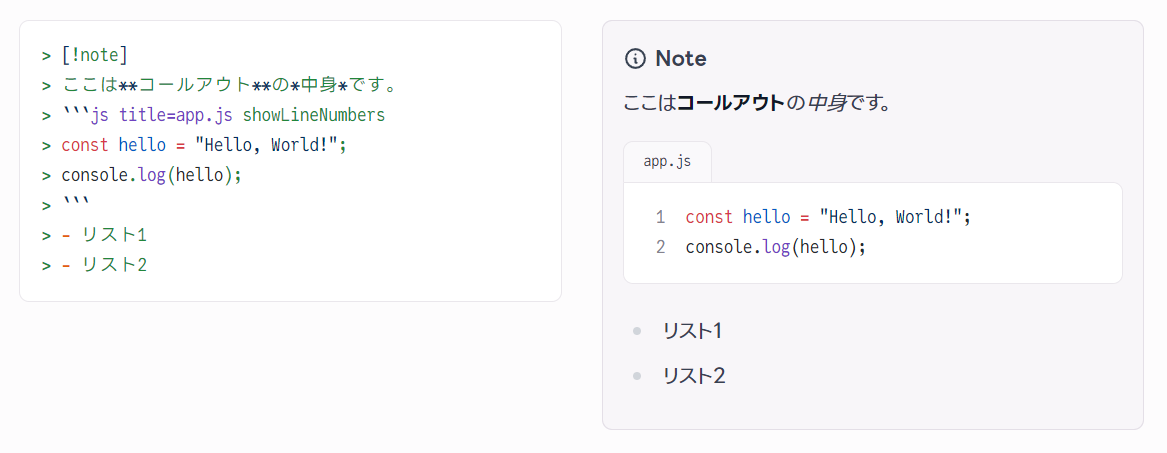 > [!note]
> ここは**コールアウト**の*中身*です。
> ```js title=app.js showLineNumbers
> const hello = "Hello, World!";
> console.log(hello);
> ```
> - リスト1
> - リスト2
Note
ここはコールアウトの中身です。
app.js
1 const hello = "Hello, World!";
2 console.log(hello);
リスト1
リスト2